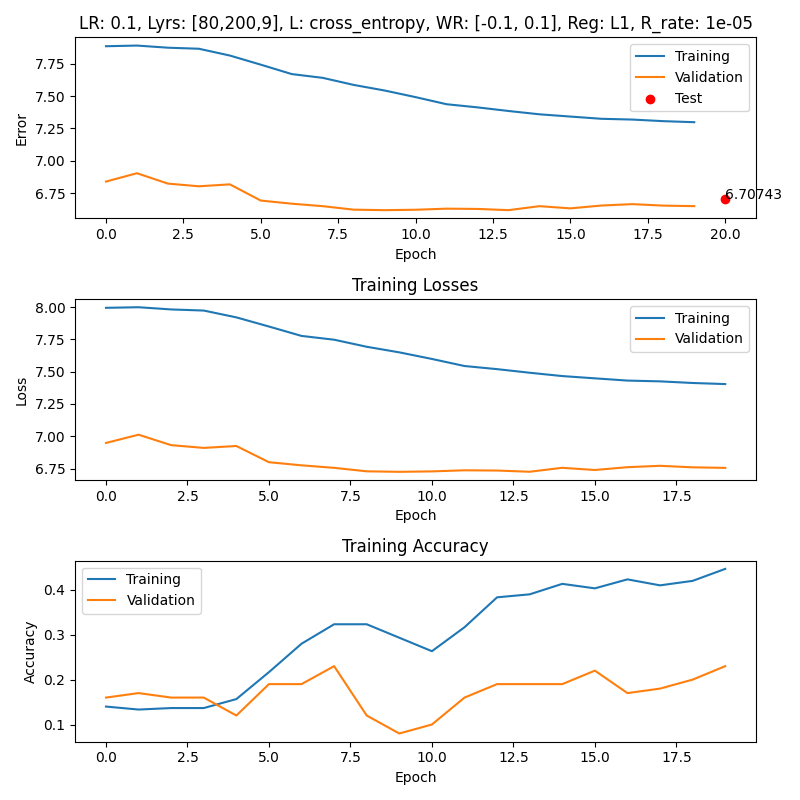 LR: 0.1, Lyrs: [80,200,9], L: cross_entropy, WR: [-0.1, 0.1], Reg: L1, R_rate: 1e-05
Training
Validation
Test
7.75
7.50
7.25
7.00
6.75
Error
6.70743
0.0 2.5 5.0 7.5 10.0 12.5 15.0 17.5 20.0
Epoch
Training Losses
Training
Validation
8.00
7.75
7.50
7.25
7.00
6.75
Loss
0.0 2.5 5.0 7.5 10.0 12.5 15.0 17.5
Epoch
Training Accuracy
Training
Validation
0.4
0.3
0.2
0.1
Accuracy
0.0 2.5 5.0 7.5 10.0 12.5 15.0 17.5
Epoch